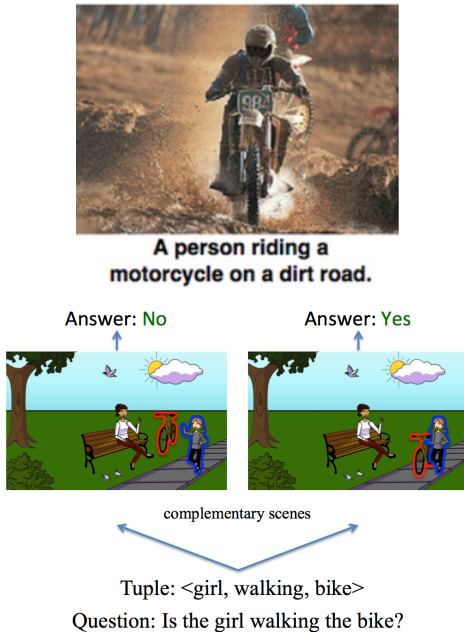 98
A person riding a
motorcycle on a dirt road.
Answer: No
Answer: Yes
complementary scenes
Tuple: <girl, walking, bike>
Question: Is the girl walking the bike?